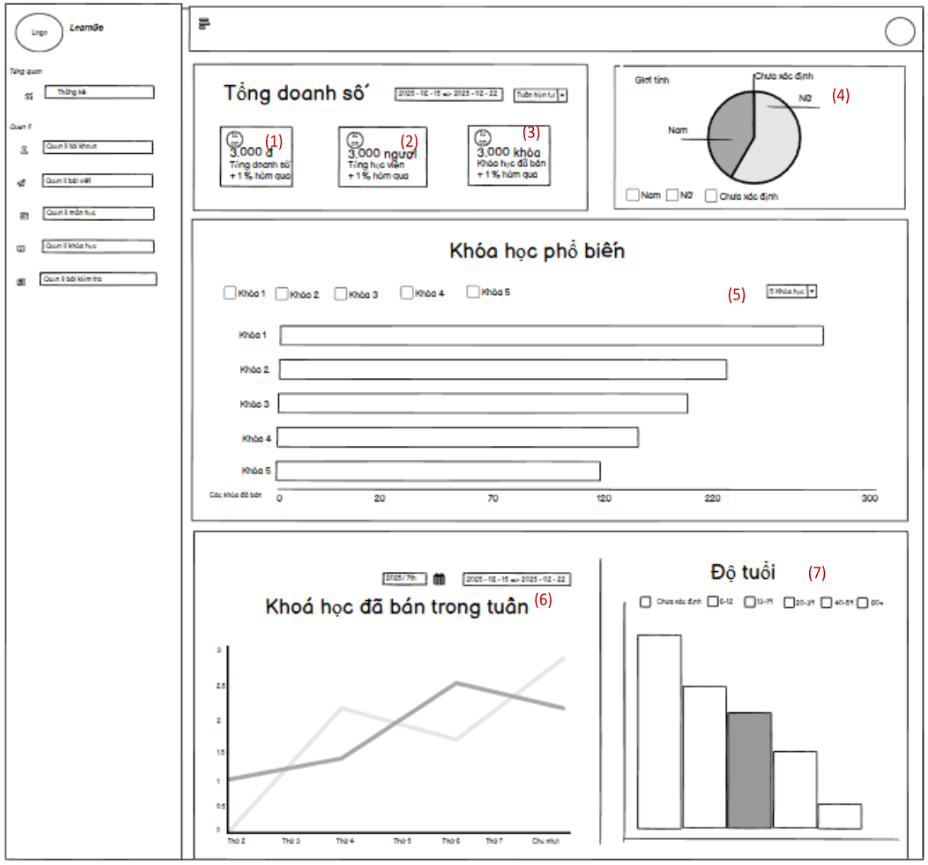 Logo
LearnGo
Tổng quan
Thống kê
Quản lí
Quản lí tài khoản
Quản lí bài viết
Quản lí môn học
Quản lí khóa học
Quản lí bài kiểm tra
Tổng doanh số
2025 - 02 - 15 => 2025 - 02 - 22
Tuần hiện tại
(1)
3.000 đ
Tổng doanh số
+ 1 % hôm qua
(2)
3.000 người
Tổng học viên
+ 1 % hôm qua
(3)
3.000 khóa
Khóa học đã bán
+ 1 % hôm qua
Giới tính
Chưa xác định
Nữ
(4)
Nam
Nam
Nữ
Chưa xác định
Khóa học phổ biến
Khóa 1
Khóa 2
Khóa 3
Khóa 4
Khóa 5
(5)
5 Khóa học
Khóa 1
Khóa 2
Khóa 3
Khóa 4
Khóa 5
Các khóa đã bán
0 20 70 120 220 300
2025 / 7th
2025 - 02 - 15 => 2025 - 02 - 22
Khoá học đã bán trong tuần
(6)
3
2.5
2
1.5
1
0.5
0
Thứ 2 Thứ 3 Thứ 4 Thứ 5 Thứ 6 Thứ 7 Chủ nhật
Độ tuổi
(7)
Chưa xác định
6-12
13-19
20-39
40-59
60+